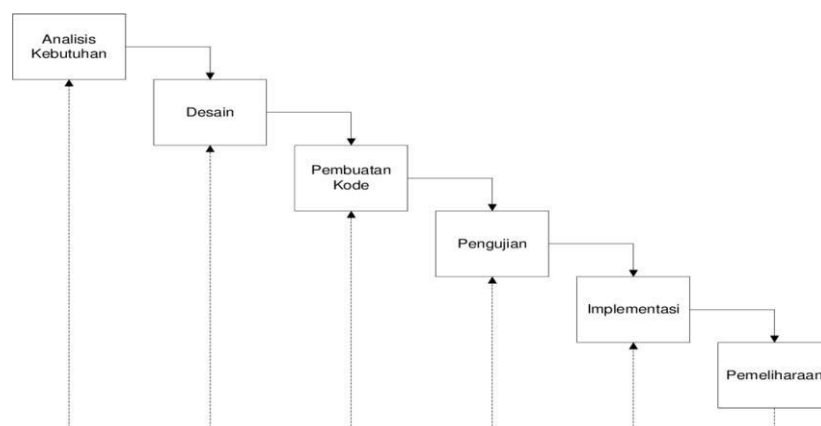 Analisis
Kebutuhan
Desain
Pembuatan
Kode
Pengujian
Implementasi
Pemeliharaan